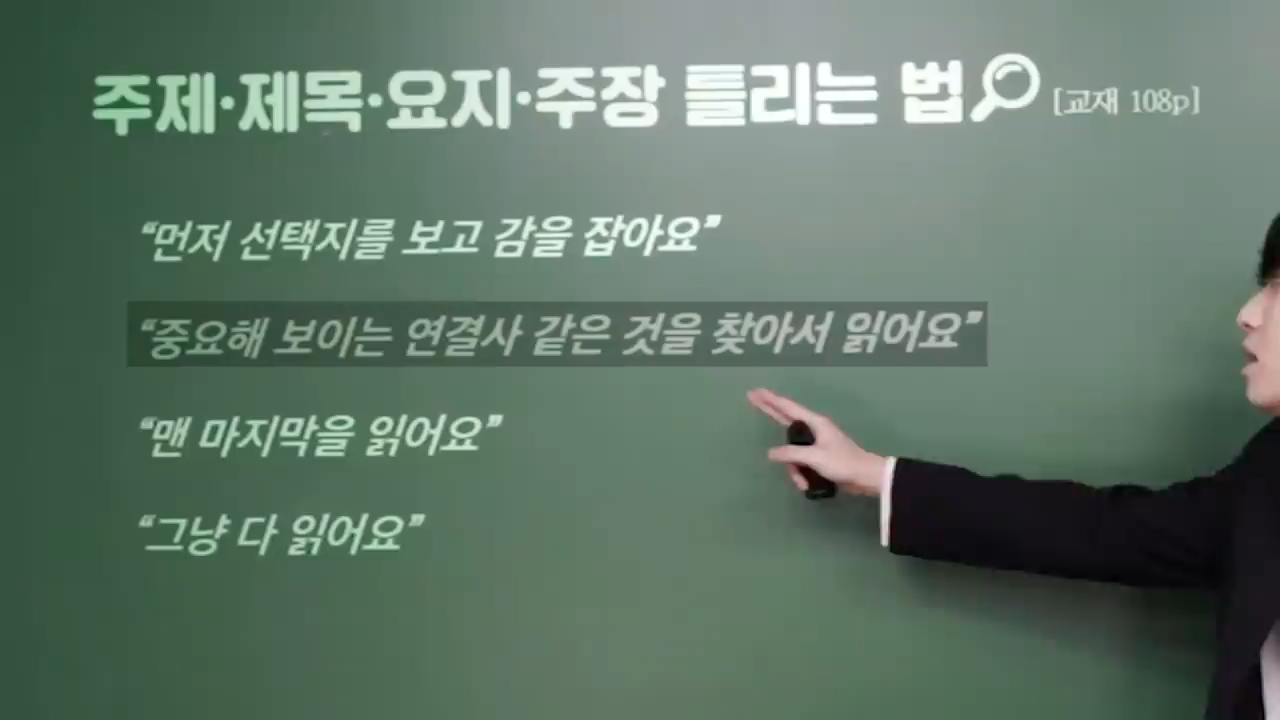 주제·제목·요지·주장 틀리는 법 [교재 108p]
“먼저 선택지를 보고 감을 잡아요”
“중요해 보이는 연결사 같은 것을 찾아서 읽어요”
“맨 마지막을 읽어요”
“그냥 다 읽어요”